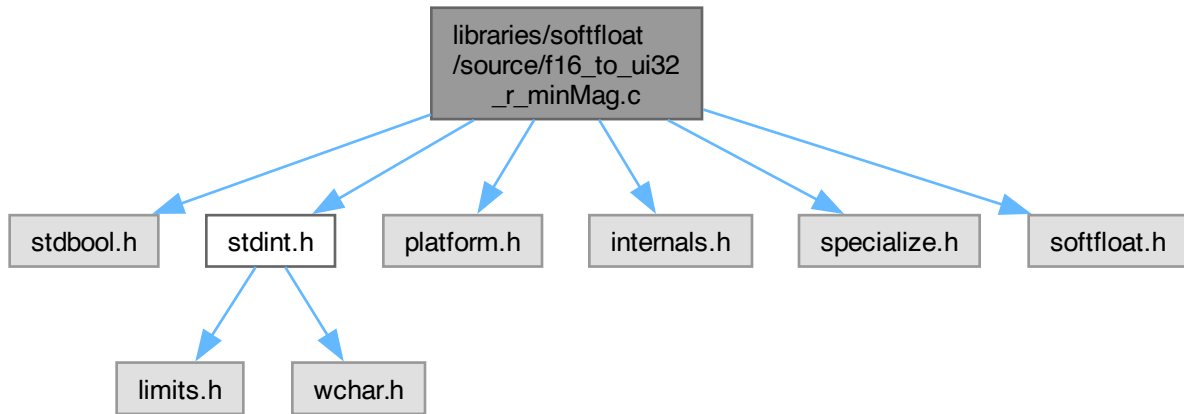 libraries/softfloat
/source/f16_to_ui32
_r_minMag.c
stdbool.h
stdint.h
platform.h
internals.h
specialize.h
softfloat.h
limits.h
wchar.h